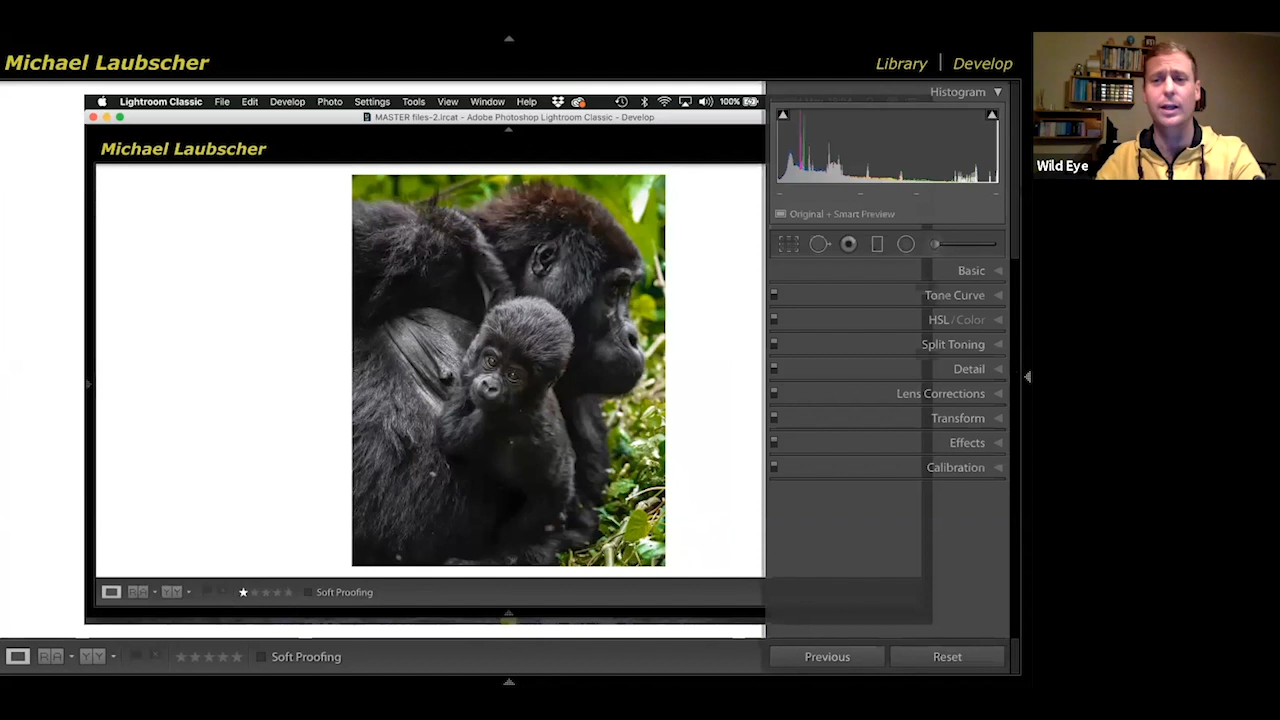 Michael Laubscher
Library | Develop
Lightroom Classic File Edit Develop Photo Settings Tools View Window Help 100%
MASTER files-2.lrcat - Adobe Photoshop Lightroom Classic - Develop
Histogram
Michael Laubscher
Wild Eye
Original + Smart Preview
Basic
Tone Curve
HSL / Color
Split Toning
Detail
Lens Corrections
Transform
Effects
Calibration
Soft Proofing
R A Y Y Soft Proofing
Previous Reset